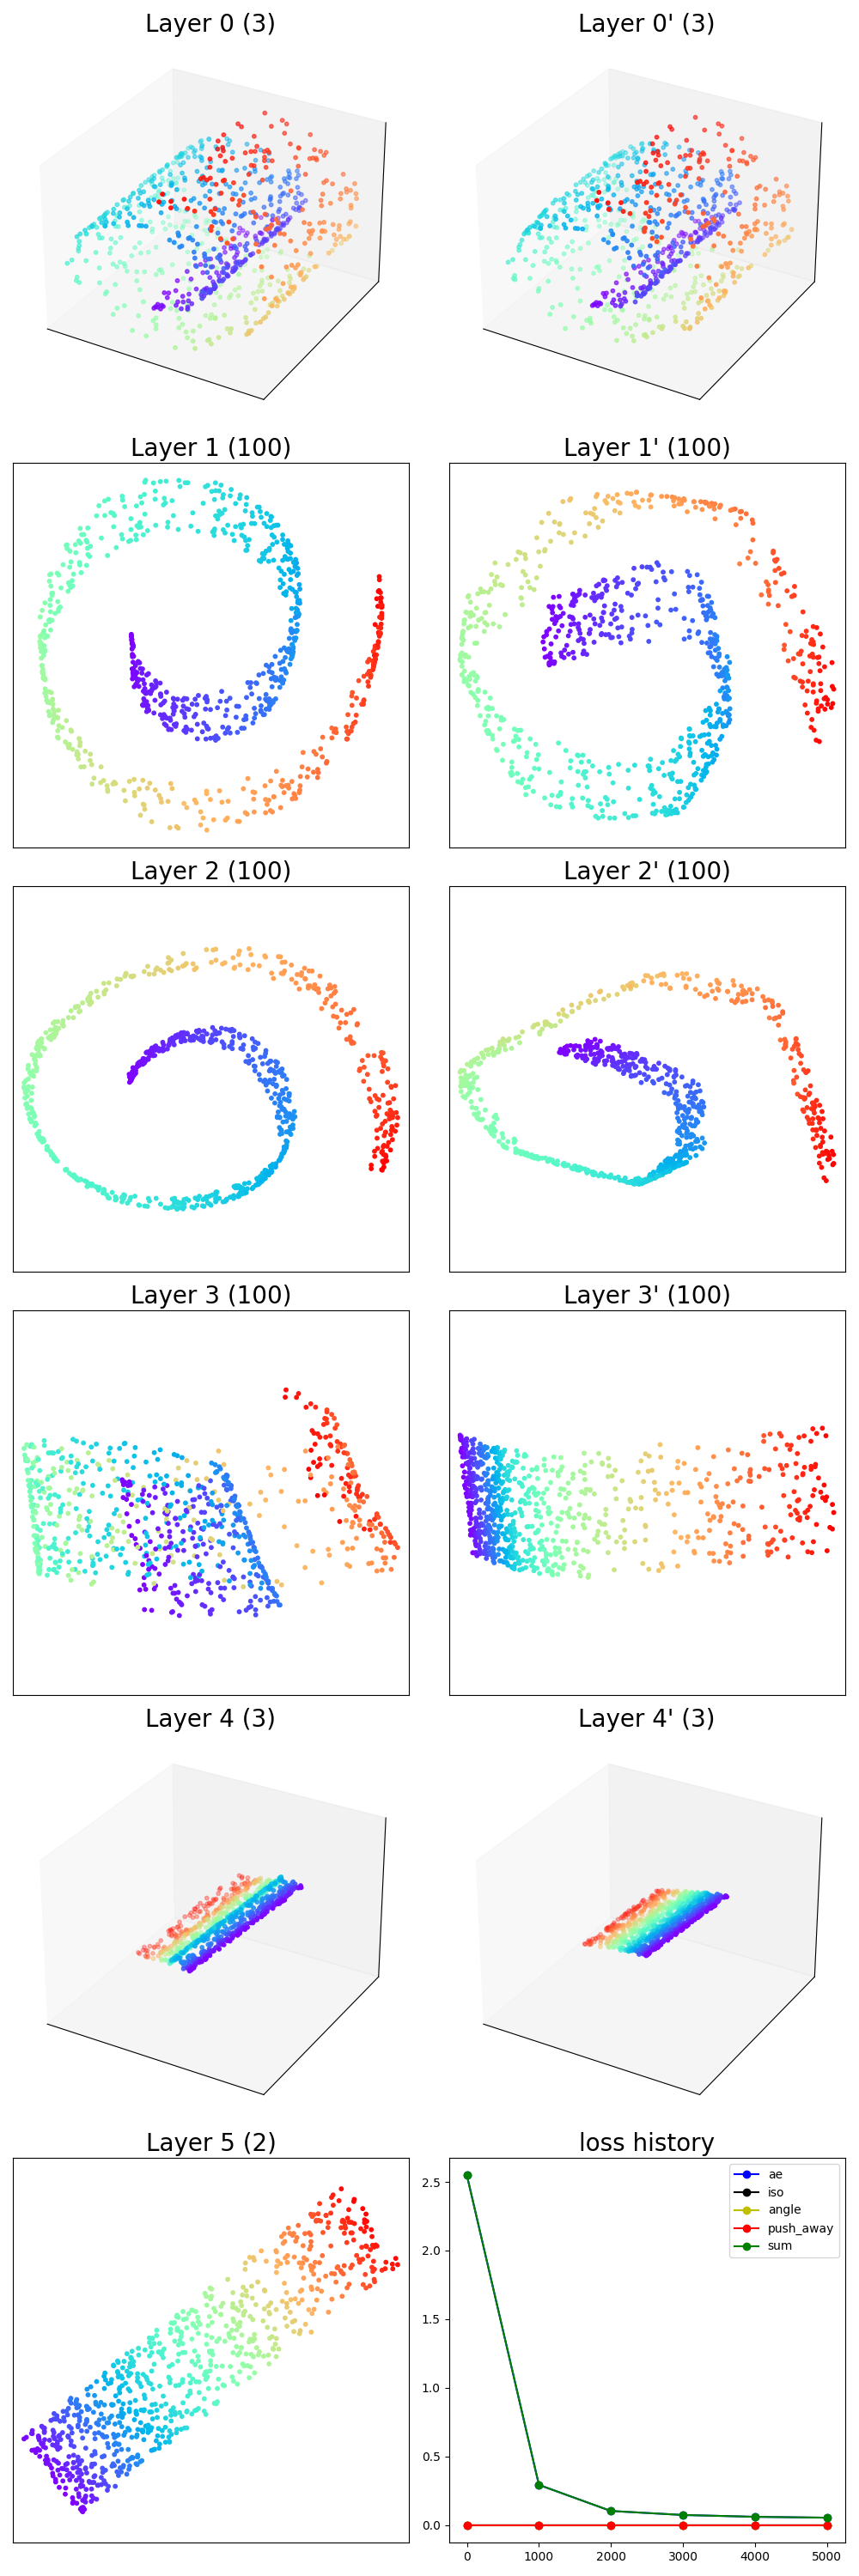 Layer 0 (3)
Layer 0' (3)
Layer 1 (100)
Layer 1' (100)
Layer 2 (100)
Layer 2' (100)
Layer 3 (100)
Layer 3' (100)
Layer 4 (3)
Layer 4' (3)
Layer 5 (2)
loss history
ae
iso
angle
push_away
sum
2.5
2.0
1.5
1.0
0.5
0.0
0 1000 2000 3000 4000 5000